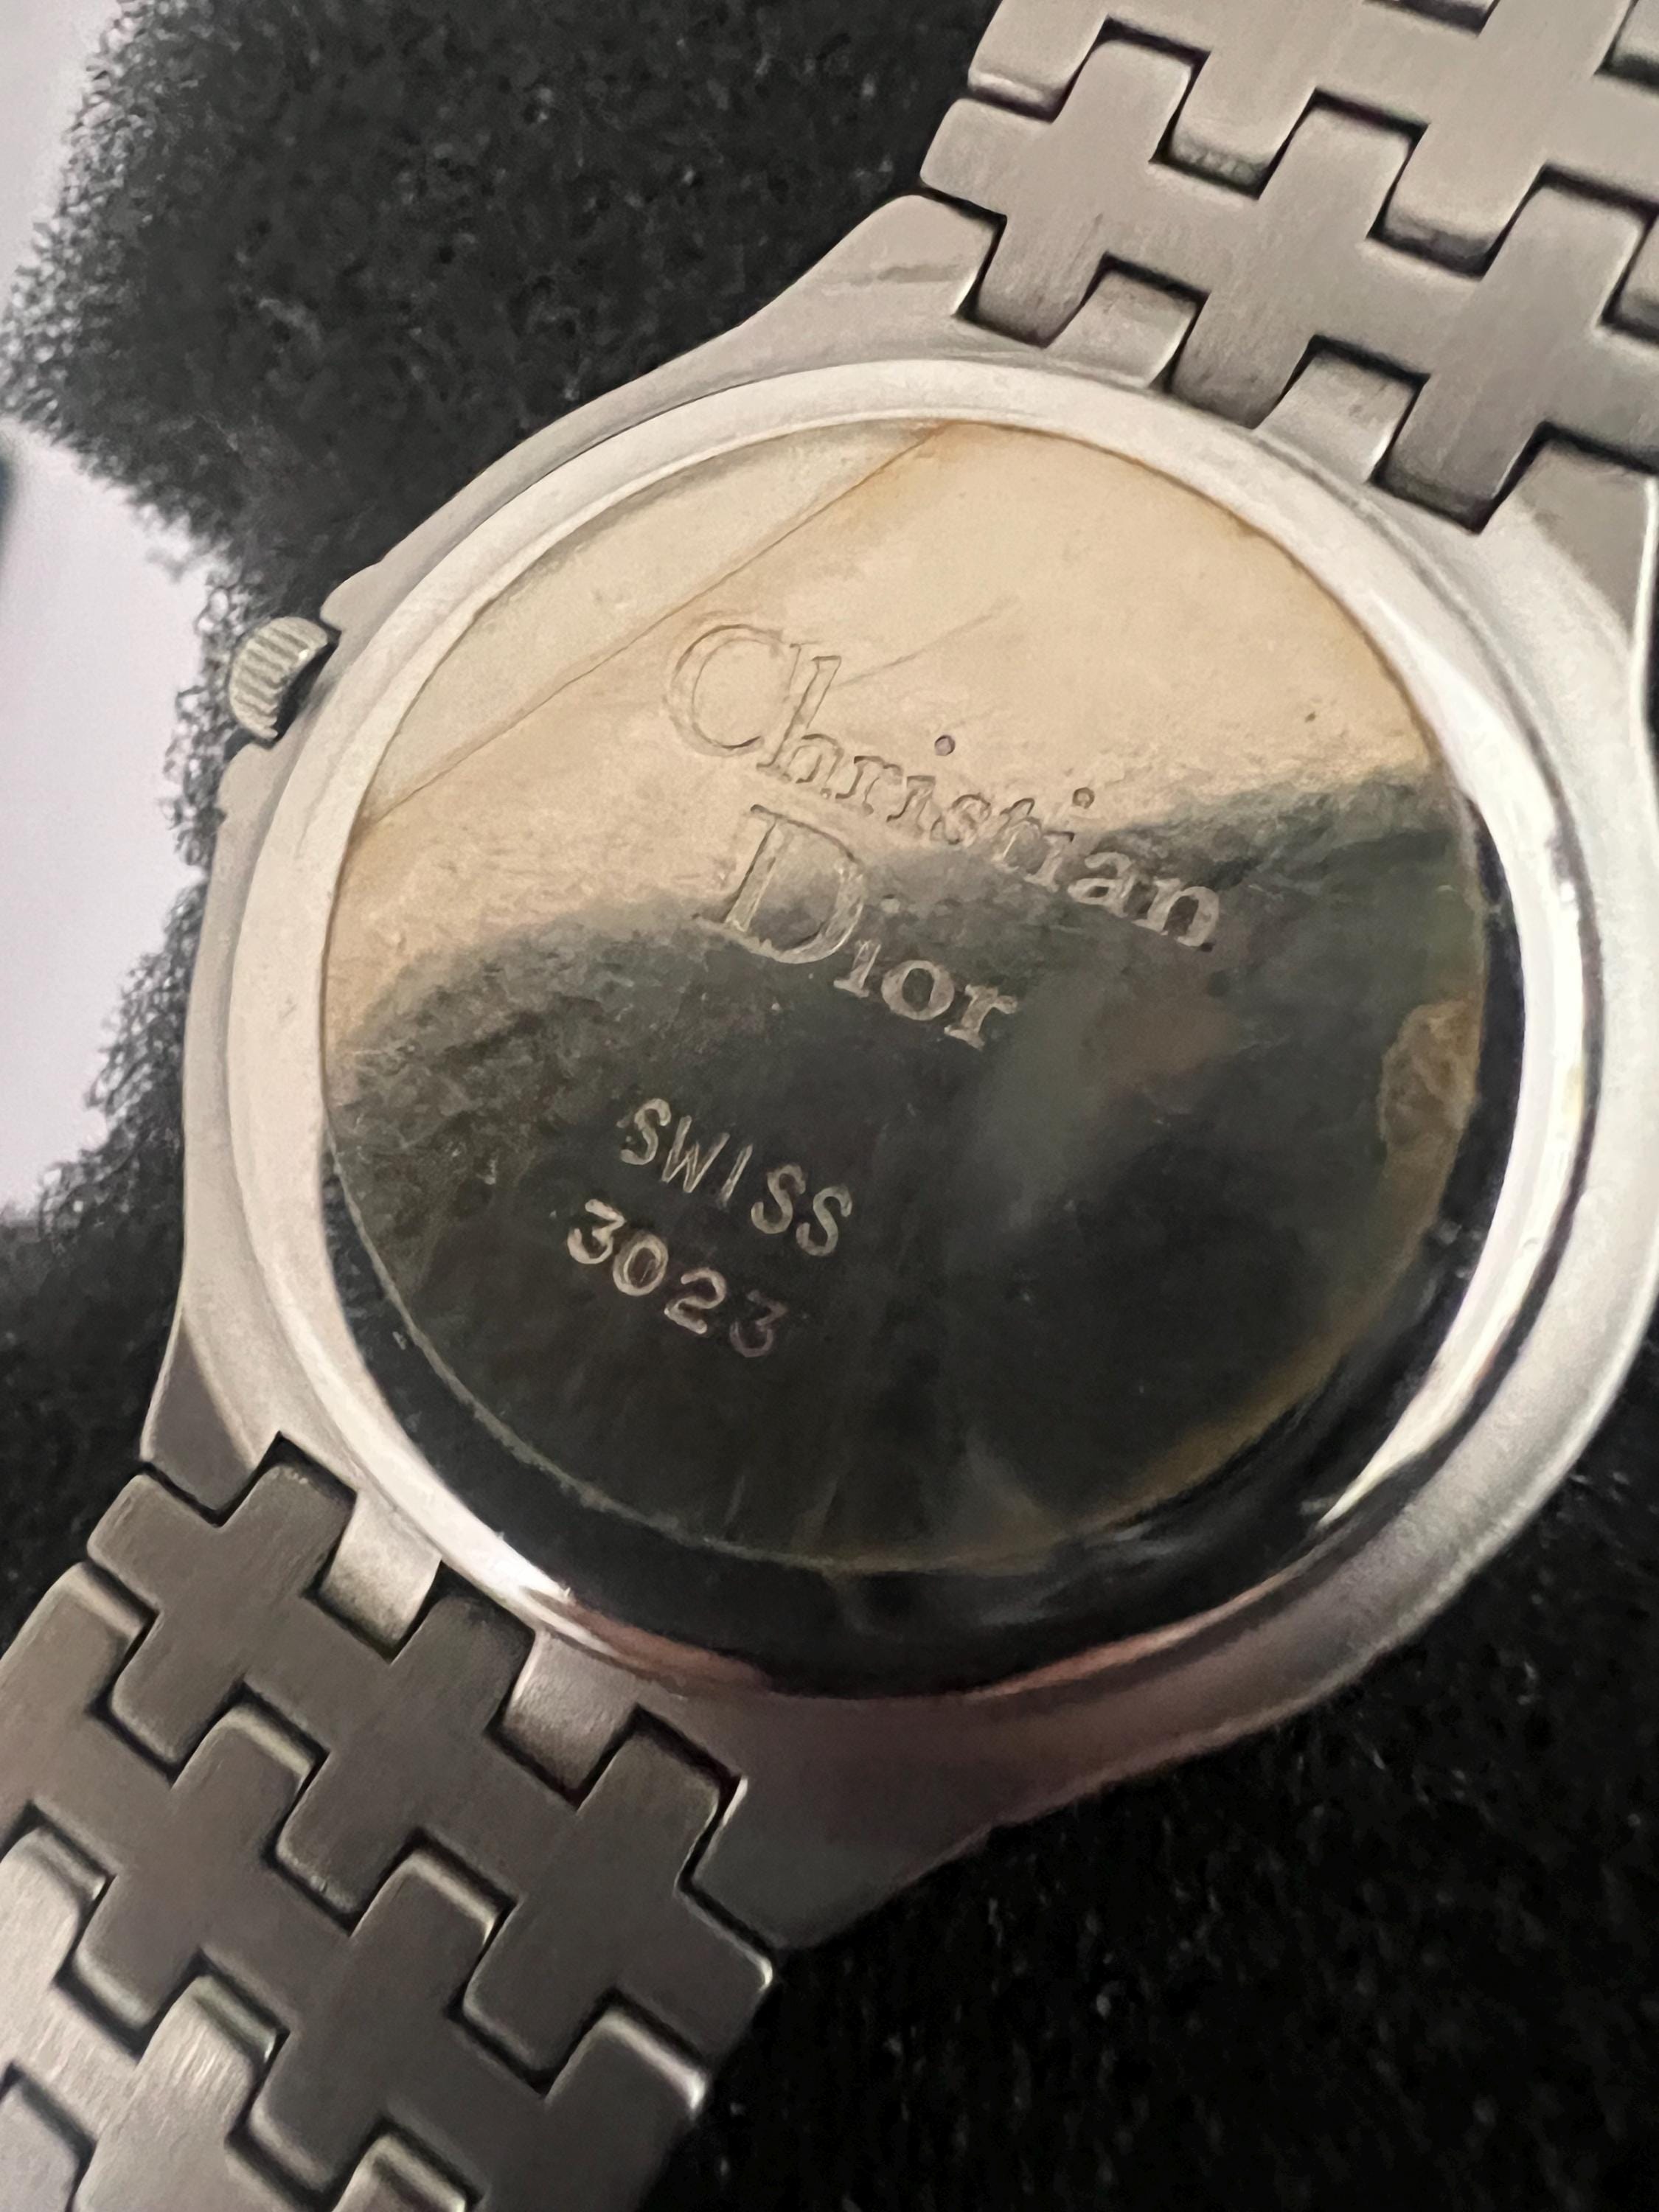 Christian
Dior
SWISS
3023